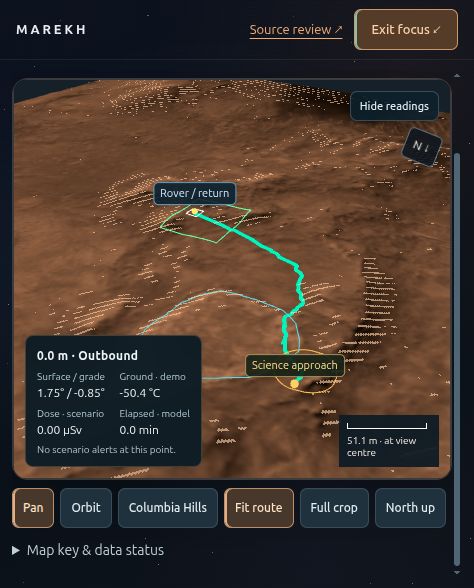 MAREKH
Source review ↗
Exit focus ↙
Hide readings
N↓
Rover / return
Science approach
0.0 m · Outbound
Surface / grade
1.75° / -0.85°
Ground · demo
-50.4 °C
Dose · scenario
0.00 μSv
Elapsed · model
0.0 min
No scenario alerts at this point.
51.1 m · at view
centre
Pan
Orbit
Columbia Hills
Fit route
Full crop
North up
▶ Map key & data status